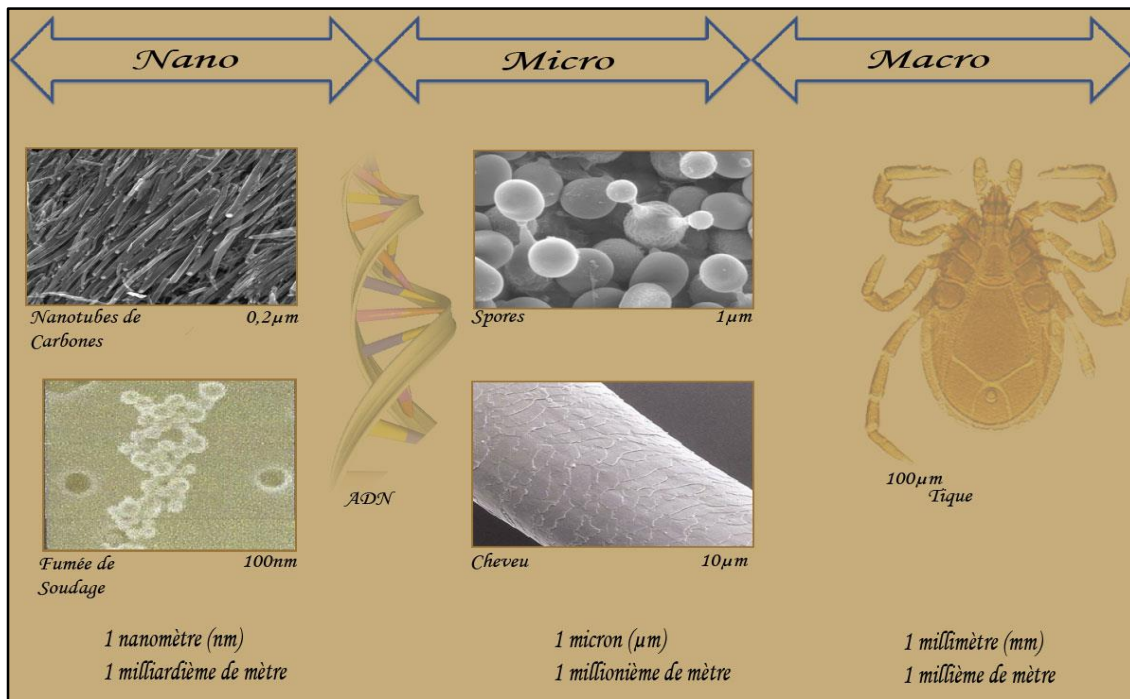 Nano
Micro
Macro
Nanotubes de
Carbones
0,2µm
Spores
1µm
Fumée de
Soudage
100nm
ADN
Cheveu
10µm
100µm
Tique
1 nanomètre (nm)
1 milliardième de mètre
1 micron (µm)
1 millionième de mètre
1 millimètre (mm)
1 millième de mètre